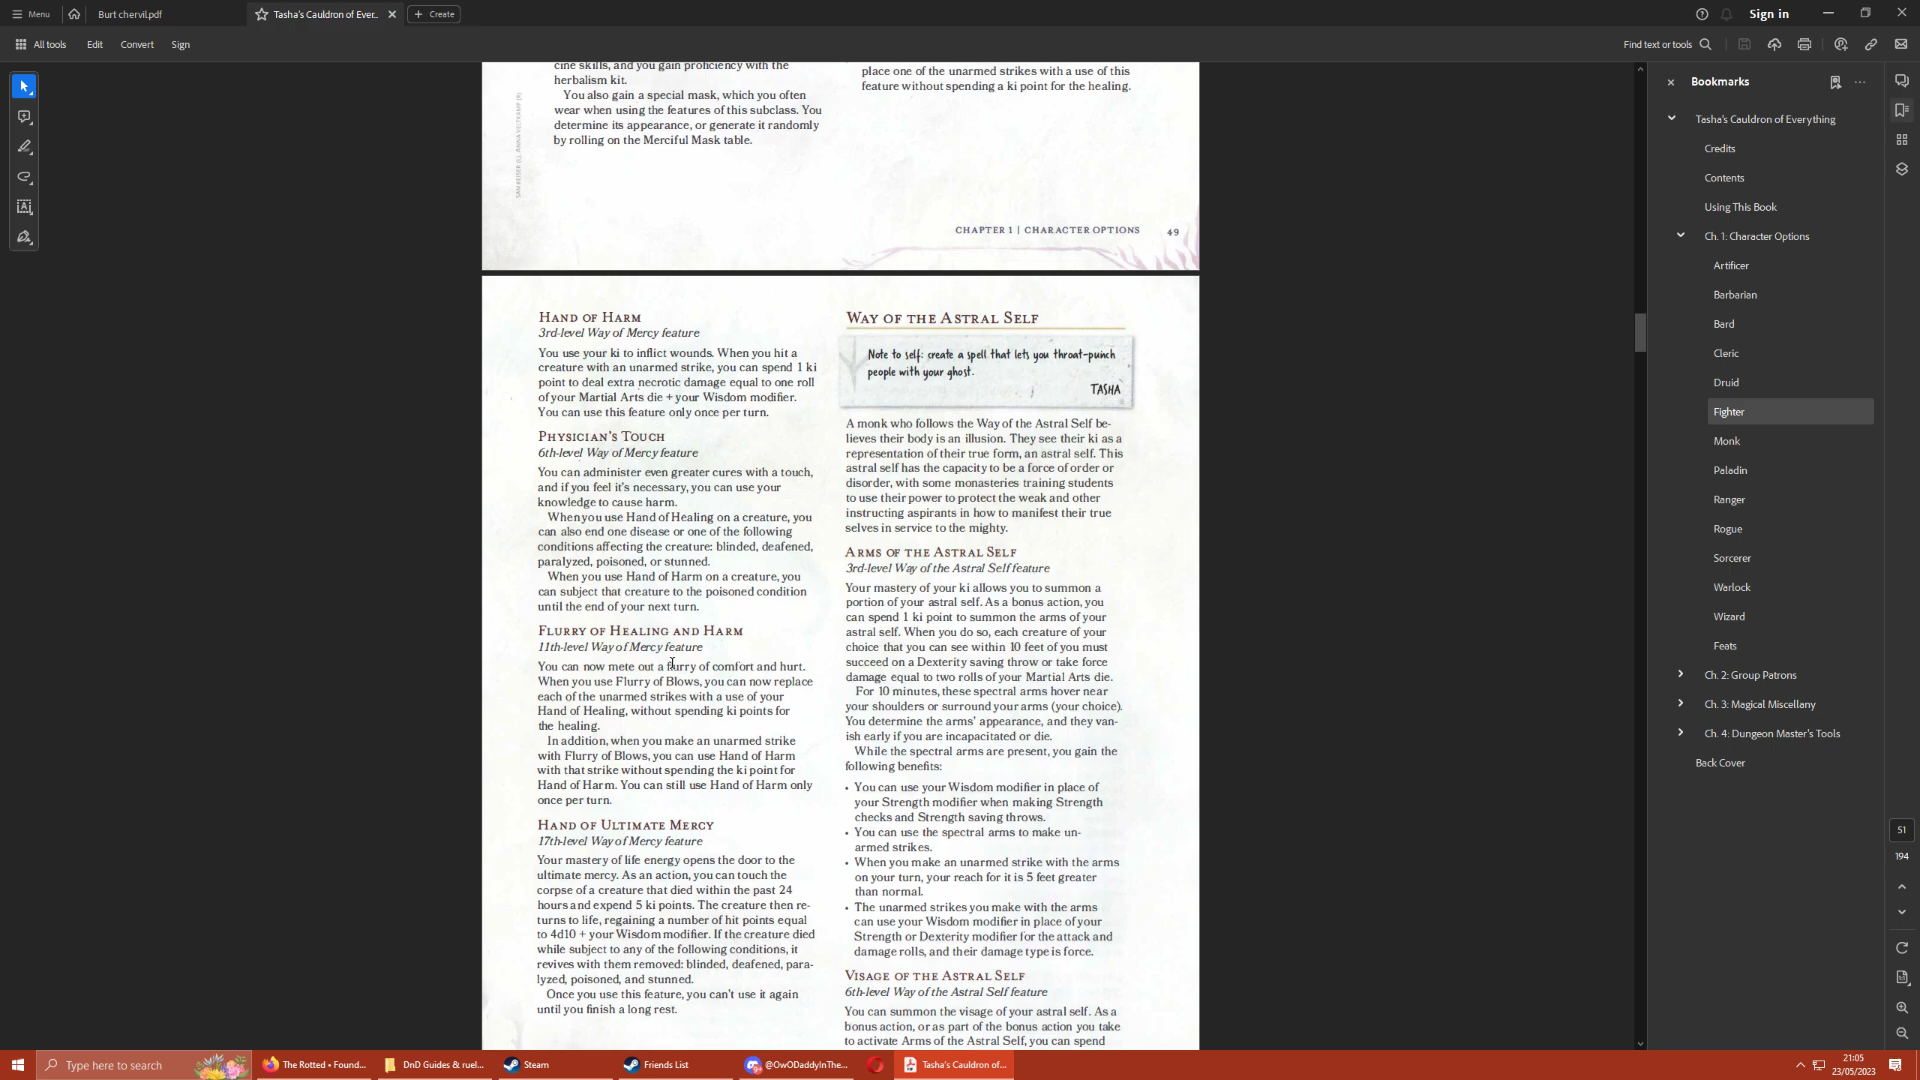 Menu
Burt chervil.pdf
Tasha's Cauldron of Ever...
Create
Sign in
All tools
Edit
Convert
Sign
Find text or tools
cine skills, and you gain proficiency with the
herbalism kit.
You also gain a special mask, which you often
wear when using the features of this subclass. You
determine its appearance, or generate it randomly
by rolling on the Merciful Mask table.
place one of the unarmed strikes with a use of this
feature without spending a ki point for the healing.
CHAPTER 1 | CHARACTER OPTIONS
49
HAND OF HARM
3rd-level Way of Mercy feature
You use your ki to inflict wounds. When you hit a
creature with an unarmed strike, you can spend 1 ki
point to deal extra necrotic damage equal to one roll
of your Martial Arts die + your Wisdom modifier.
You can use this feature only once per turn.
PHYSICIAN'S TOUCH
6th-level Way of Mercy feature
You can administer even greater cures with a touch,
and if you feel it's necessary, you can use your
knowledge to cause harm.
When you use Hand of Healing on a creature, you
can also end one disease or one of the following
conditions affecting the creature: blinded, deafened,
paralyzed, poisoned, or stunned.
When you use Hand of Harm on a creature, you
can subject that creature to the poisoned condition
until the end of your next turn.
FLURRY OF HEALING AND HARM
11th-level Way of Mercy feature
You can now mete out a flurry of comfort and hurt.
When you use Flurry of Blows, you can now replace
each of the unarmed strikes with a use of your
Hand of Healing, without spending ki points for
the healing.
In addition, when you make an unarmed strike
with Flurry of Blows, you can use Hand of Harm
with that strike without spending the ki point for
Hand of Harm. You can still use Hand of Harm only
once per turn.
HAND OF ULTIMATE MERCY
17th-level Way of Mercy feature
Your mastery of life energy opens the door to the
ultimate mercy. As an action, you can touch the
corpse of a creature that died within the past 24
hours and expend 5 ki points. The creature then re-
turns to life, regaining a number of hit points equal
to 4d10 + your Wisdom modifier. If the creature died
while subject to any of the following conditions, it
revives with them removed: blinded, deafened, para-
lyzed, poisoned, and stunned.
Once you use this feature, you can't use it again
until you finish a long rest.
WAY OF THE ASTRAL SELF
Note to self: create a spell that lets you throat-punch
people with your ghost.
TASHA
A monk who follows the Way of the Astral Self be-
lieves their body is an illusion. They see their ki as a
representation of their true form, an astral self. This
astral self has the capacity to be a force of order or
disorder, with some monasteries training students
to use their power to protect the weak and other
instructing aspirants in how to manifest their true
selves in service to the mighty.
ARMS OF THE ASTRAL SELF
3rd-level Way of the Astral Self feature
Your mastery of your ki allows you to summon a
portion of your astral self. As a bonus action, you
can spend 1 ki point to summon the arms of your
astral self. When you do so, each creature of your
choice that you can see within 10 feet of you must
succeed on a Dexterity saving throw or take force
damage equal to two rolls of your Martial Arts die.
For 10 minutes, these spectral arms hover near
your shoulders or surround your arms (your choice).
You determine the arms' appearance, and they van-
ish early if you are incapacitated or die.
While the spectral arms are present, you gain the
following benefits:
• You can use your Wisdom modifier in place of
your Strength modifier when making Strength
checks and Strength saving throws.
• You can use the spectral arms to make un-
armed strikes.
• When you make an unarmed strike with the arms
on your turn, your reach for it is 5 feet greater
than normal.
• The unarmed strikes you make with the arms
can use your Wisdom modifier in place of your
Strength or Dexterity modifier for the attack and
damage rolls, and their damage type is force.
VISAGE OF THE ASTRAL SELF
6th-level Way of the Astral Self feature
You can summon the visage of your astral self. As a
bonus action, or as part of the bonus action you take
to activate Arms of the Astral Self, you can spend
Bookmarks
Tasha's Cauldron of Everything
Credits
Contents
Using This Book
Ch. 1: Character Options
Artificer
Barbarian
Bard
Cleric
Druid
Fighter
Monk
Paladin
Ranger
Rogue
Sorcerer
Warlock
Wizard
Feats
Ch. 2: Group Patrons
Ch. 3: Magical Miscellany
Ch. 4: Dungeon Master's Tools
Back Cover
51
194
Type here to search
The Rotted • Found...
DnD Guides & ruel...
Steam
Friends List
@OwODaddyInThe...
Tasha's Cauldron of...
21:05
23/05/2023